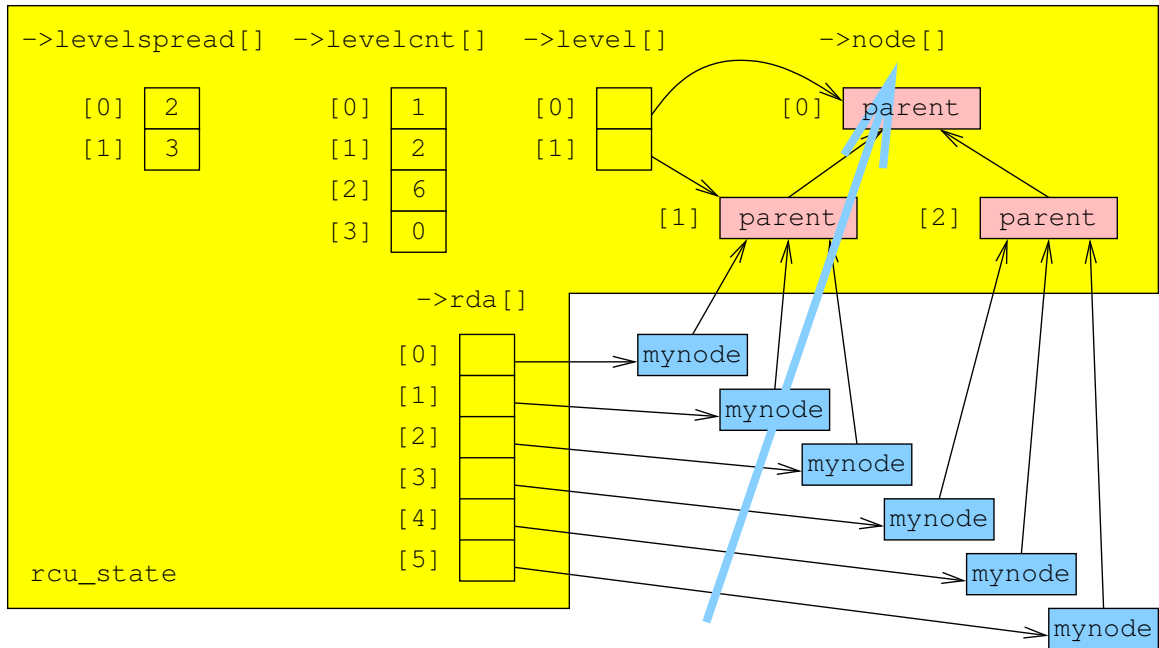 ->levelspread[] ->levelcnt[] ->level[] ->node[]
[0] 2 [0] 1 [0] [0] parent
[1] 3 [1] 2 [1]
[2] 6 [1] parent [2] parent
[3] 0
->rda[]
[0] mynode
[1] mynode
[2] mynode
[3] mynode
[4] mynode
[5] mynode
rcu_state